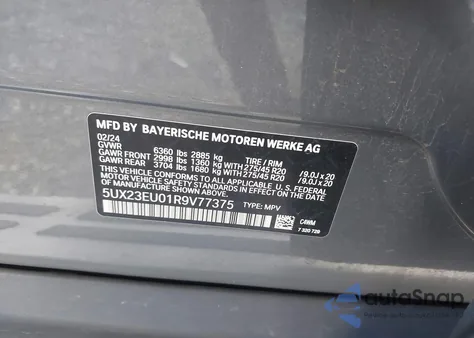 MFD BY BAYERISCHE MOTOREN WERKE AG
02/24
GVWR 6360 lbs 2885 kg TIRE / RIM
GAWR FRONT 2998 lbs 1360 kg WITH 275/45 R20 /9.0J x 20
GAWR REAR 3704 lbs 1680 kg WITH 275/45 R20 /9.0J x 20
THIS VEHICLE CONFORMS TO ALL APPLICABLE FEDERAL
MOTOR VEHICLE SAFETY STANDARDS IN EFFECT ON THE
DATE OF MANUFACTURE SHOWN ABOVE.
5UX23EU01R9V77375 TYPE: MPV
C4WM
7 320 720
autoSnap